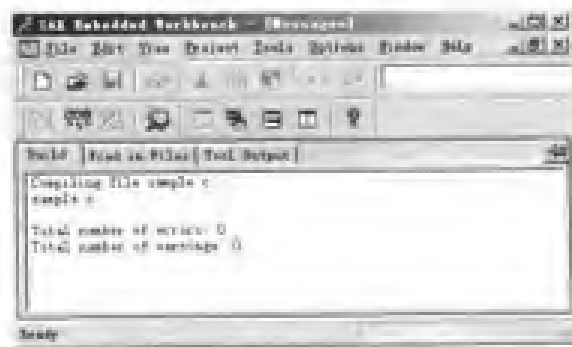 IAR Embedded Workbench - [Messages]
File Edit View Project Tools Options Window Help
Build Find in Files Tool Output
Compiling file sample c
sample c
Total number of errors: 0
Total number of warnings: 0
Ready